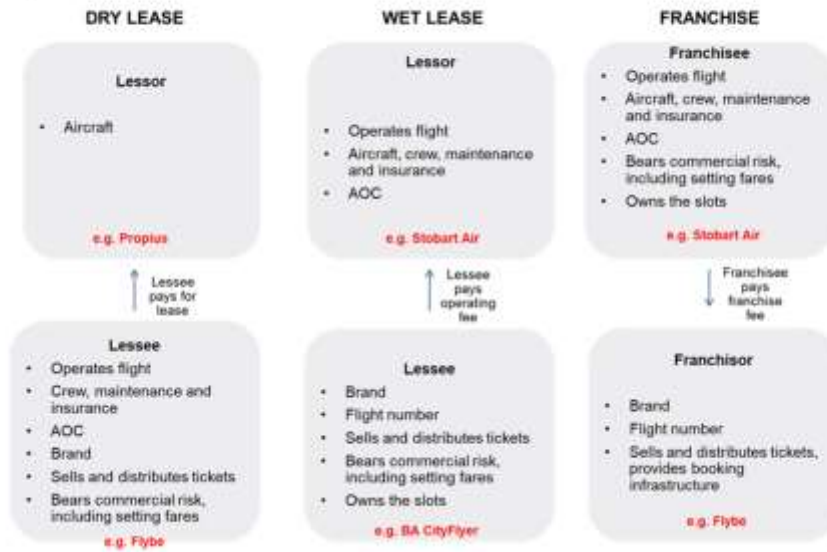 DRY LEASE
Lessor
• Aircraft
e.g. Propius
Lessee
pays for
lease
Lessee
• Operates flight
• Crew, maintenance and
insurance
• AOC
• Brand
• Sells and distributes tickets
• Bears commercial risk,
including setting fares
e.g. Flybe
WET LEASE
Lessor
• Operates flight
• Aircraft, crew, maintenance
and insurance
• AOC
e.g. Stobart Air
Lessee
pays
operating
fee
Lessee
• Brand
• Flight number
• Sells and distributes tickets
• Bears commercial risk,
including setting fares
• Owns the slots
e.g. BA CityFlyer
FRANCHISE
Franchisee
• Operates flight
• Aircraft, crew, maintenance
and insurance
• AOC
• Bears commercial risk,
including setting fares
• Owns the slots
e.g. Stobart Air
Franchisee
pays
franchise
fee
Franchisor
• Brand
• Flight number
• Sells and distributes tickets,
provides booking
infrastructure
e.g. Flybe